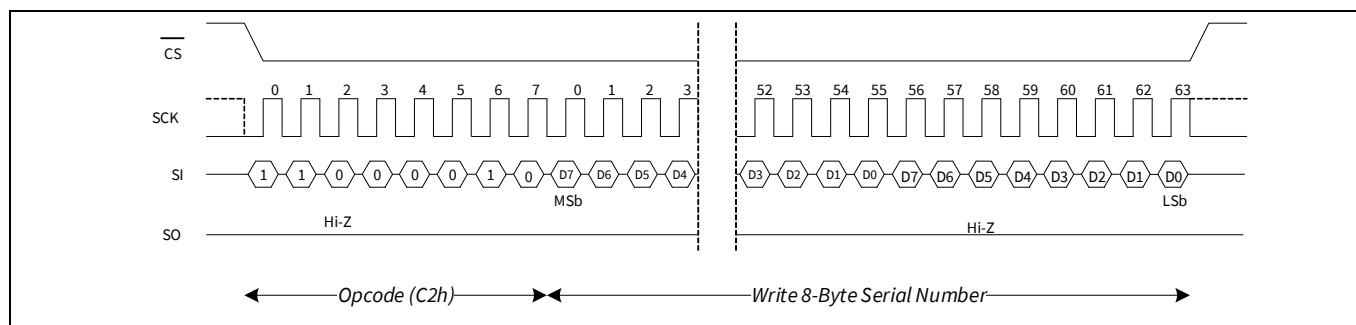 CS
0 1 2 3 4 5 6 7 0 1 2 3 52 53 54 55 56 57 58 59 60 61 62 63
SCK
SI 1 1 0 0 0 0 1 0 D7 D6 D5 D4 D3 D2 D1 D0 D7 D6 D5 D4 D3 D2 D1 D0
MSb LSb
Hi-Z Hi-Z
SO
Opcode (C2h) Write 8-Byte Serial Number